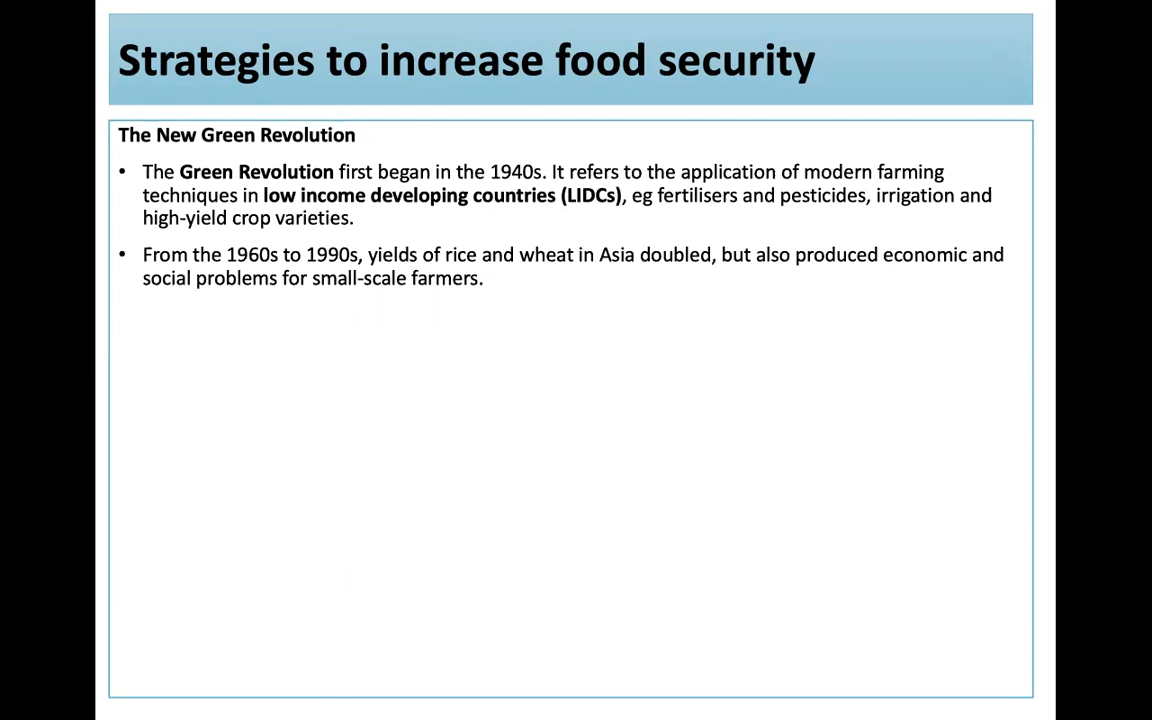 Strategies to increase food security
The New Green Revolution
• The Green Revolution first began in the 1940s. It refers to the application of modern farming
techniques in low income developing countries (LIDCs), eg fertilisers and pesticides, irrigation and
high-yield crop varieties.
• From the 1960s to 1990s, yields of rice and wheat in Asia doubled, but also produced economic and
social problems for small-scale farmers.